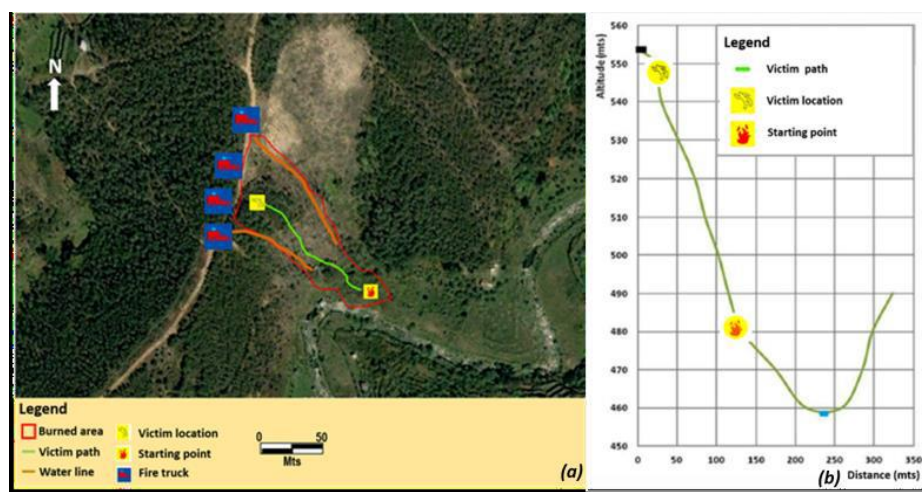 N
Legend
Burned area
Victim path
Water line
Victim location
Starting point
Fire truck
0 50
Mts
(a)
Altitude (mts)
560
550
540
530
520
510
500
490
480
470
460
450
0 50 100 150 200 250 300 350
Distance (mts)
(b)
Legend
Victim path
Victim location
Starting point